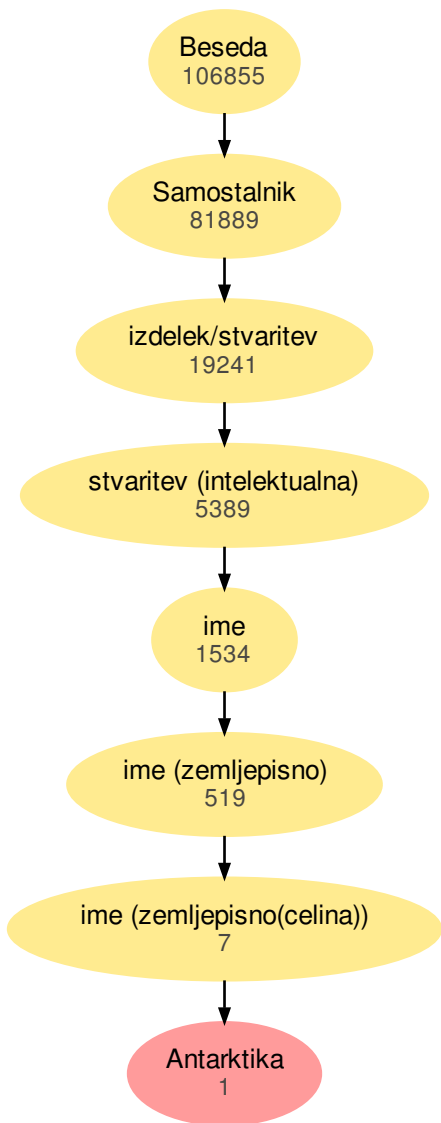 Beseda
106855
Samostalnik
81889
izdelek/stvaritev
19241
stvaritev (intelektualna)
5389
ime
1534
ime (zemljepisno)
519
ime (zemljepisno(celina))
7
Antarktika
1